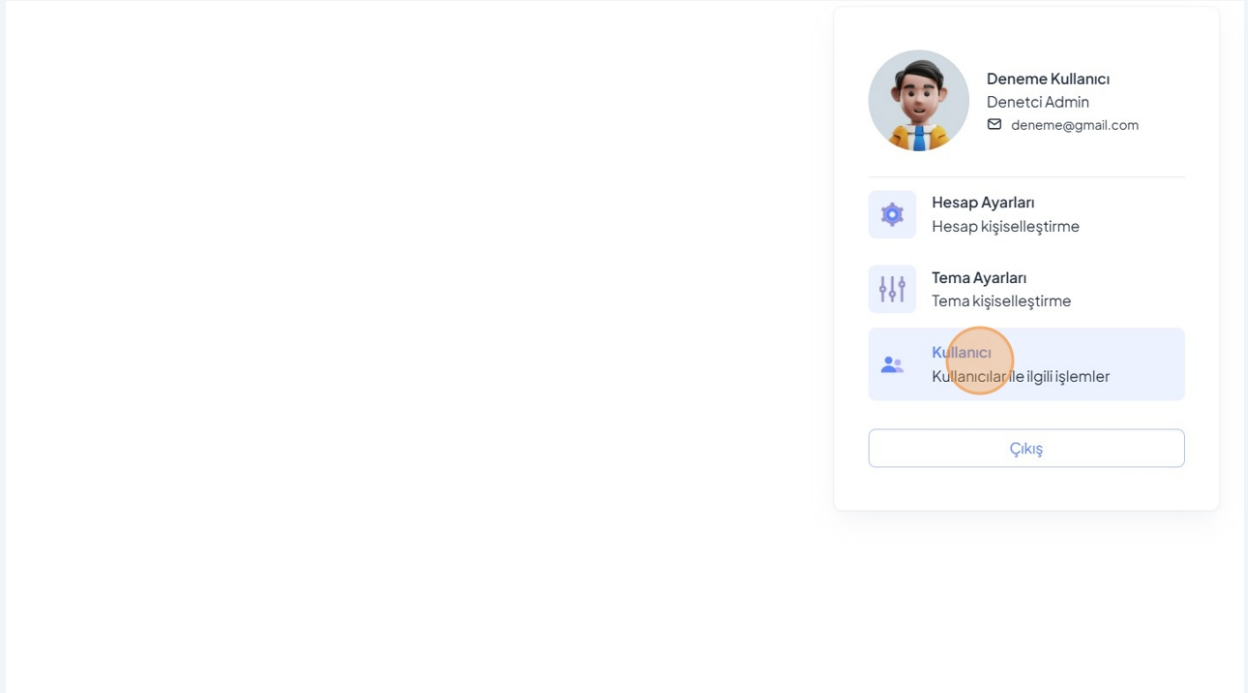 Deneme Kullanıcı
Denetci Admin
deneme@gmail.com
Hesap Ayarları
Hesap kişiselleştirme
Tema Ayarları
Tema kişiselleştirme
Kullanıcı
Kullanıcılar ile ilgili işlemler
Çıkış